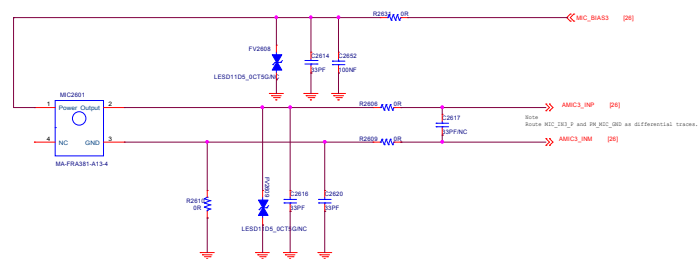 R2631 0R
MIC_BIAS3 [26]
FV2608
C2614
33PF
C2652
100NF
LESD11D5_0CT5G/NC
MIC2601
1 Power_Output 2
4 NC GND 3
MA-FRA381-A13-4
R2606 0R
AMIC3_INP [26]
C2617
33PF/NC
Note
Route MIC_IN3_P and PM_MIC_GND as differential traces.
R2609 0R
AMIC3_INM [26]
R2610
0R
FV2609
LESD11D5_0CT5G/NC
C2616
33PF
C2620
33PF